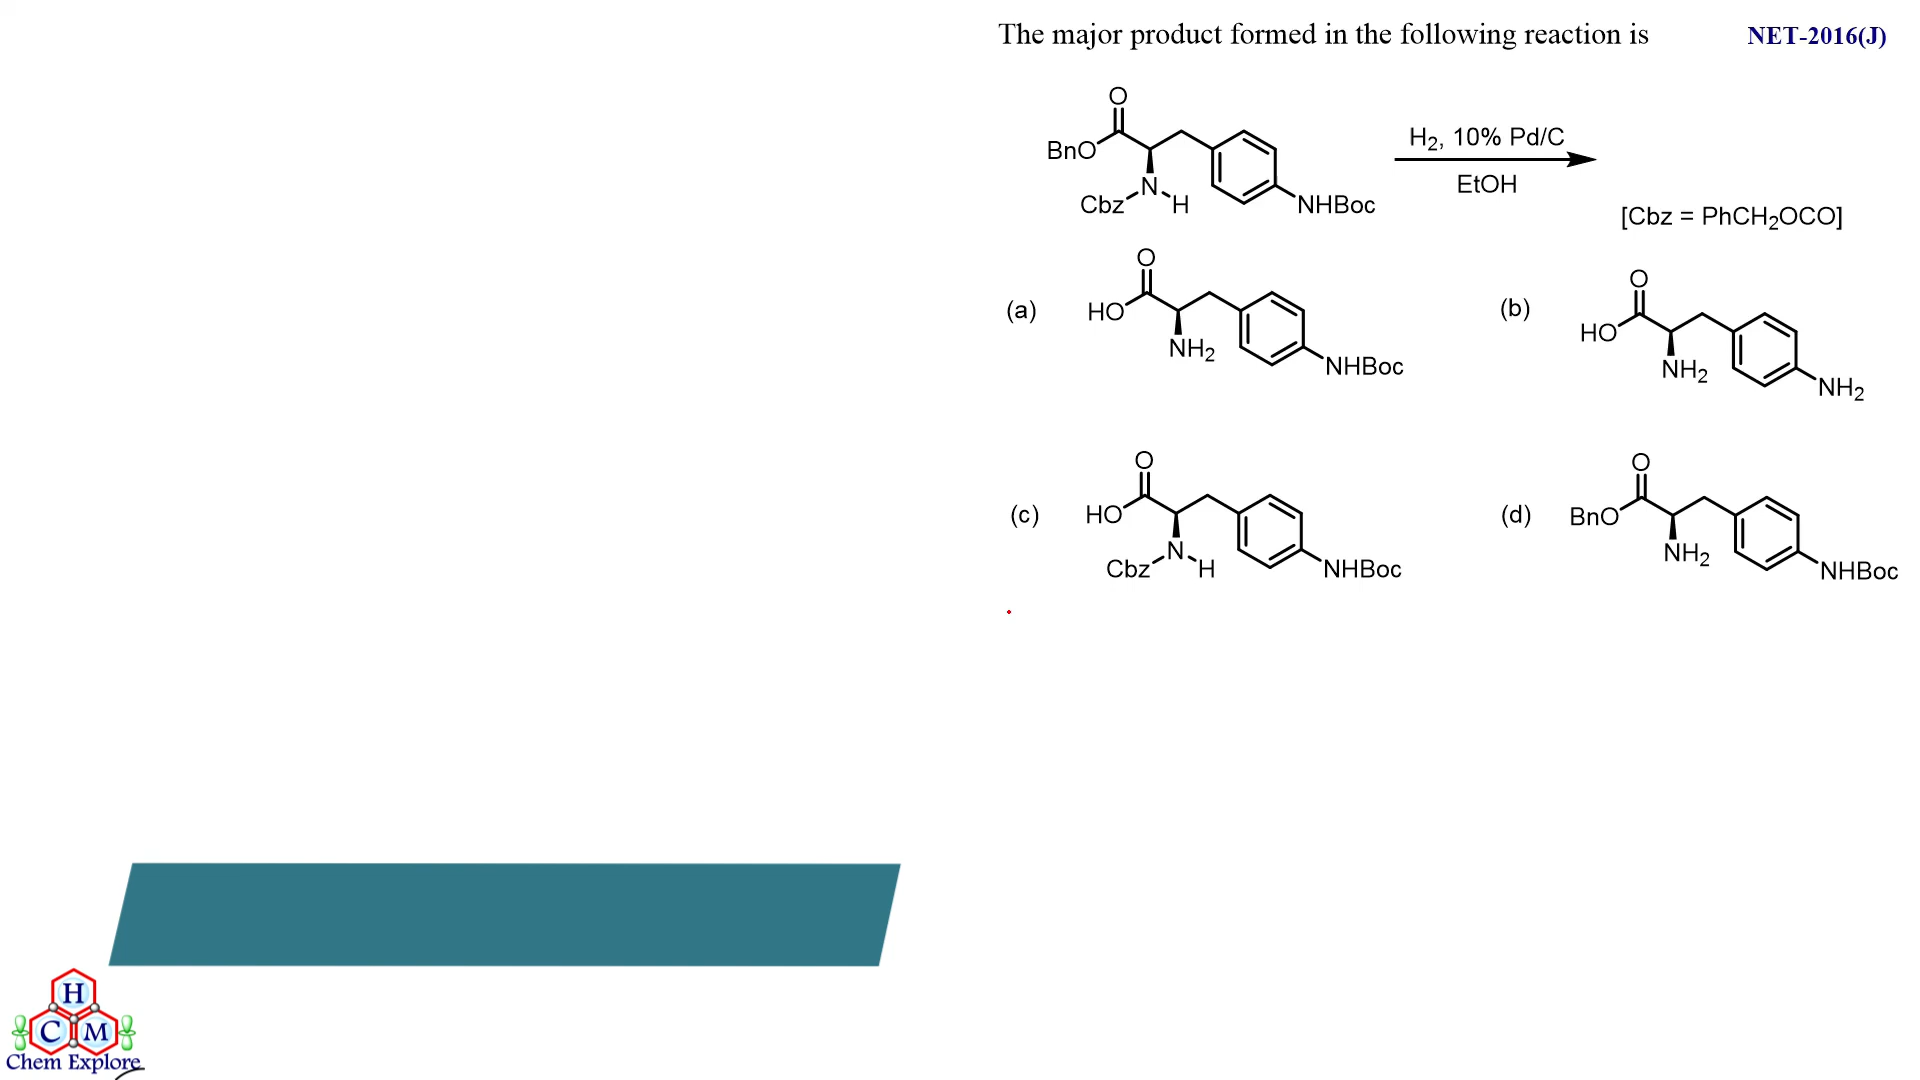 The major product formed in the following reaction is NET-2016(J)
O
BnO
N
Cbz H
NHBoc
H2, 10% Pd/C
EtOH
[Cbz = PhCH2OCO]
(a)
O
HO
NH2
NHBoc
(b)
O
HO
NH2
NH2
(c)
O
HO
N
Cbz H
NHBoc
(d)
O
BnO
NH2
NHBoc
H
C M
Chem Explore